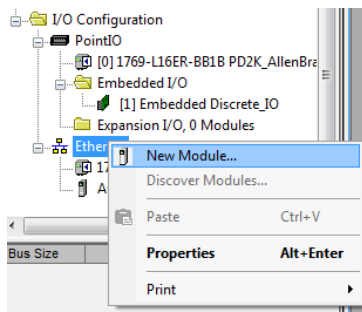 I/O Configuration
PointIO
[0] 1769-L16ER-BB1B PD2K_AllenBra
Embedded I/O
[1] Embedded Discrete_IO
Expansion I/O, 0 Modules
Ether
17
A
New Module...
Discover Modules...
Paste Ctrl+V
Bus Size
Properties Alt+Enter
Print